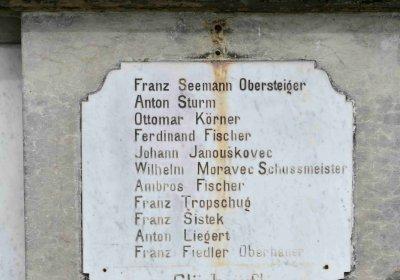 Franz Seemann Obersteiger
Anton Sturm
Ottomar Körner
Ferdinand Fischer
Johann Janouskovec
Wilhelm Moravec Schussmeister
Ambros Fischer
Franz Tropschug
Franz Šistek
Anton Liegert
Franz Fiedler Oberhauer